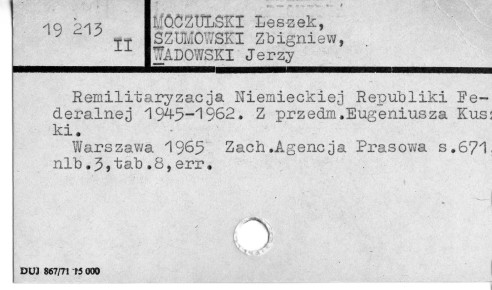 19 213
II
MOCZULSKI Leszek,
SZUMOWSKI Zbigniew,
WADOWSKI Jerzy
Remilitaryzacja Niemieckiej Republiki Fe-
deralnej 1945-1962. Z przedm.Eugeniusza Kusz
ki.
Warszawa 1965 Zach.Agencja Prasowa s.671,
nlb.3,tab.8,err.
DUJ 867/71 15 000